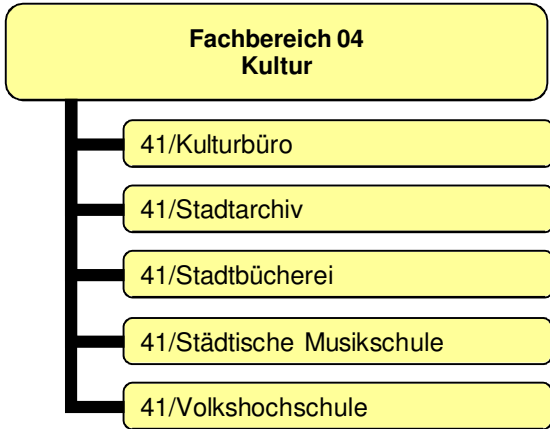 Fachbereich 04
Kultur
41/Kulturbüro
41/Stadtarchiv
41/Stadtbücherei
41/Städtische Musikschule
41/Volkshochschule